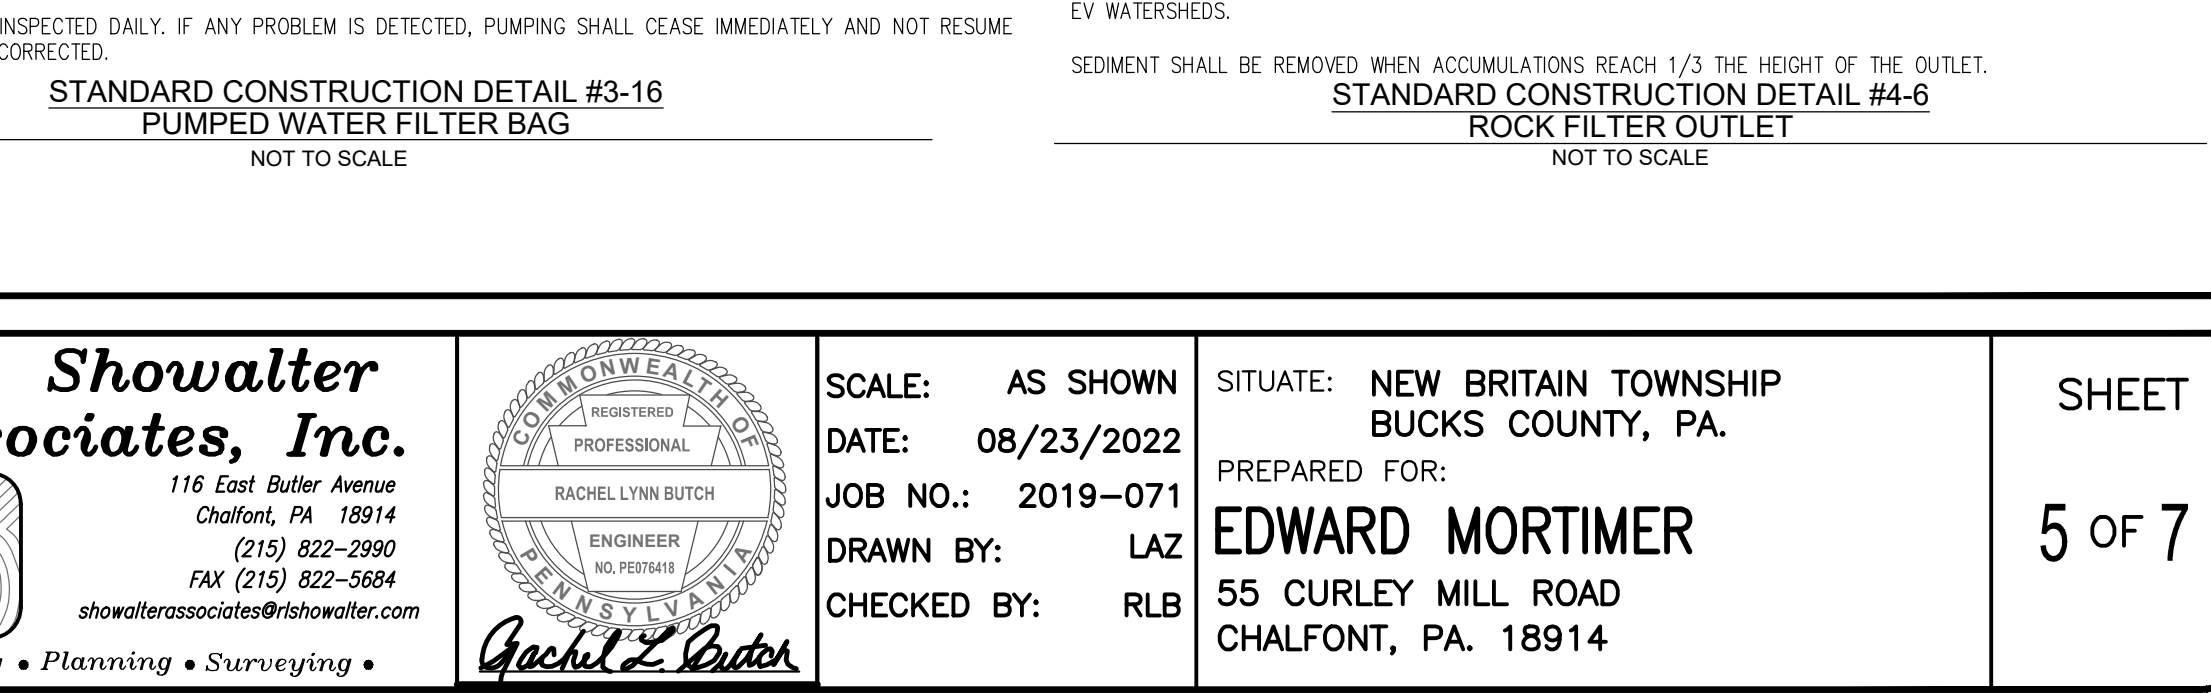 INSPECTED DAILY. IF ANY PROBLEM IS DETECTED, PUMPING SHALL CEASE IMMEDIATELY AND NOT RESUME
CORRECTED.
STANDARD CONSTRUCTION DETAIL #3-16
PUMPED WATER FILTER BAG
NOT TO SCALE
EV WATERSHEDS.
SEDIMENT SHALL BE REMOVED WHEN ACCUMULATIONS REACH 1/3 THE HEIGHT OF THE OUTLET.
STANDARD CONSTRUCTION DETAIL #4-6
ROCK FILTER OUTLET
NOT TO SCALE
Showalter
ociates, Inc.
116 East Butler Avenue
Chalfont, PA 18914
(215) 822-2990
FAX (215) 822-5684
showalterassociates@rlshowalter.com
• Planning • Surveying •
COMMONWEALTH OF
REGISTERED
PROFESSIONAL
RACHEL LYNN BUTCH
ENGINEER
NO. PE076418
PENNSYLVANIA
Rachel L. Butch
SCALE: AS SHOWN
DATE: 08/23/2022
JOB NO.: 2019-071
DRAWN BY: LAZ
CHECKED BY: RLB
SITUATE: NEW BRITAIN TOWNSHIP
BUCKS COUNTY, PA.
PREPARED FOR:
EDWARD MORTIMER
55 CURLEY MILL ROAD
CHALFONT, PA. 18914
SHEET
5 OF 7